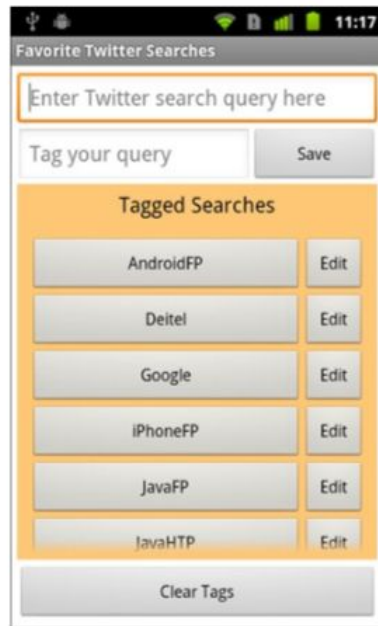 11:17
Favorite Twitter Searches
Enter Twitter search query here
Tag your query Save
Tagged Searches
AndroidFP Edit
Deitel Edit
Google Edit
iPhoneFP Edit
JavaFP Edit
JavaHTP Edit
Clear Tags